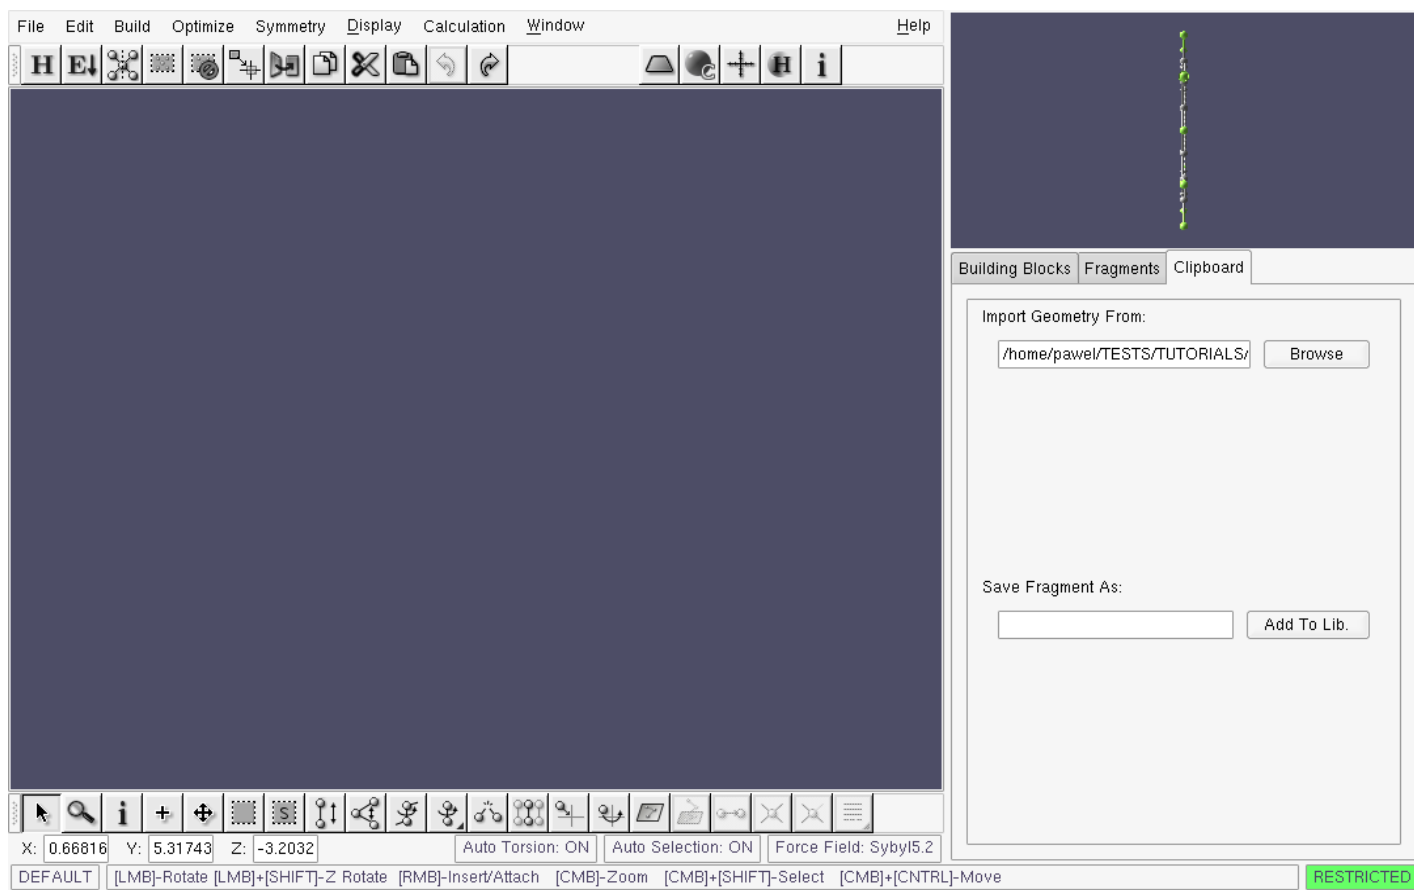 File Edit Build Optimize Symmetry Display Calculation Window Help
H E↓ C H i
Building Blocks Fragments Clipboard
Import Geometry From:
/home/pawel/TESTS/TUTORIALS/ Browse
Save Fragment As:
Add To Lib.
i S
X: 0.66816 Y: 5.31743 Z: -3.2032 Auto Torsion: ON Auto Selection: ON Force Field: Sybyl5.2
DEFAULT [LMB]-Rotate [LMB]+[SHIFT]-Z Rotate [RMB]-Insert/Attach [CMB]-Zoom [CMB]+[SHIFT]-Select [CMB]+[CNTRL]-Move RESTRICTED